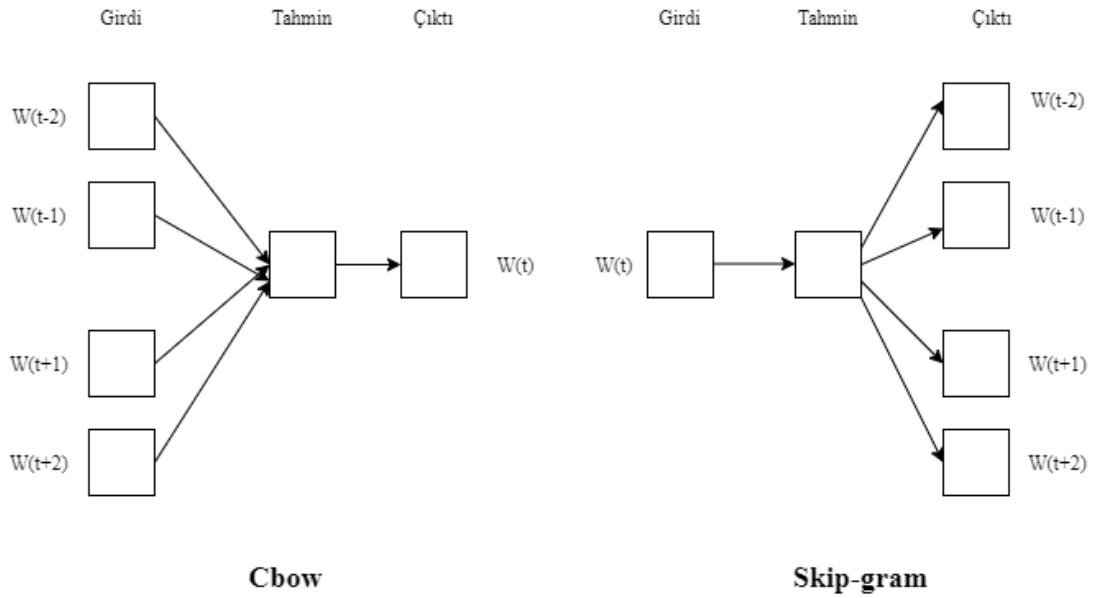 Girdi Tahmin Çıktı
W(t-2)
W(t-1)
W(t)
W(t+1)
W(t+2)
Cbow
Girdi Tahmin Çıktı
W(t-2)
W(t-1)
W(t)
W(t+1)
W(t+2)
Skip-gram